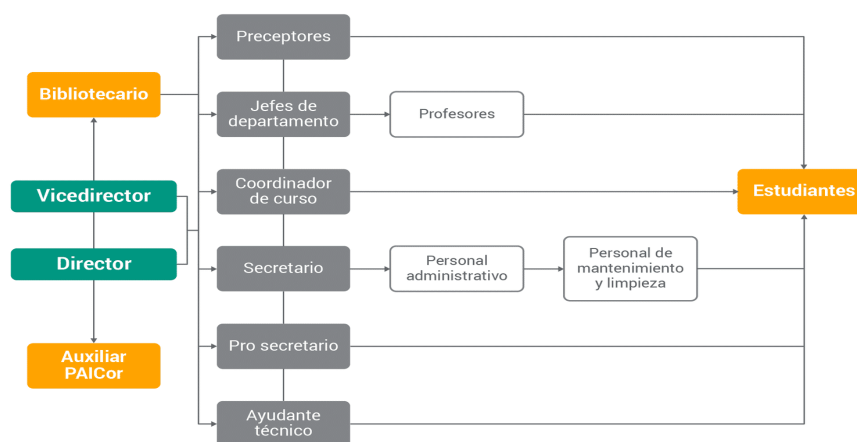 Preceptores
Bibliotecario
Jefes de
departamento
Profesores
Vicedirector
Coordinador
de curso
Estudiantes
Director
Secretario
Personal
administrativo
Personal de
mantenimiento
y limpieza
Auxiliar
PAICor
Pro secretario
Ayudante
técnico